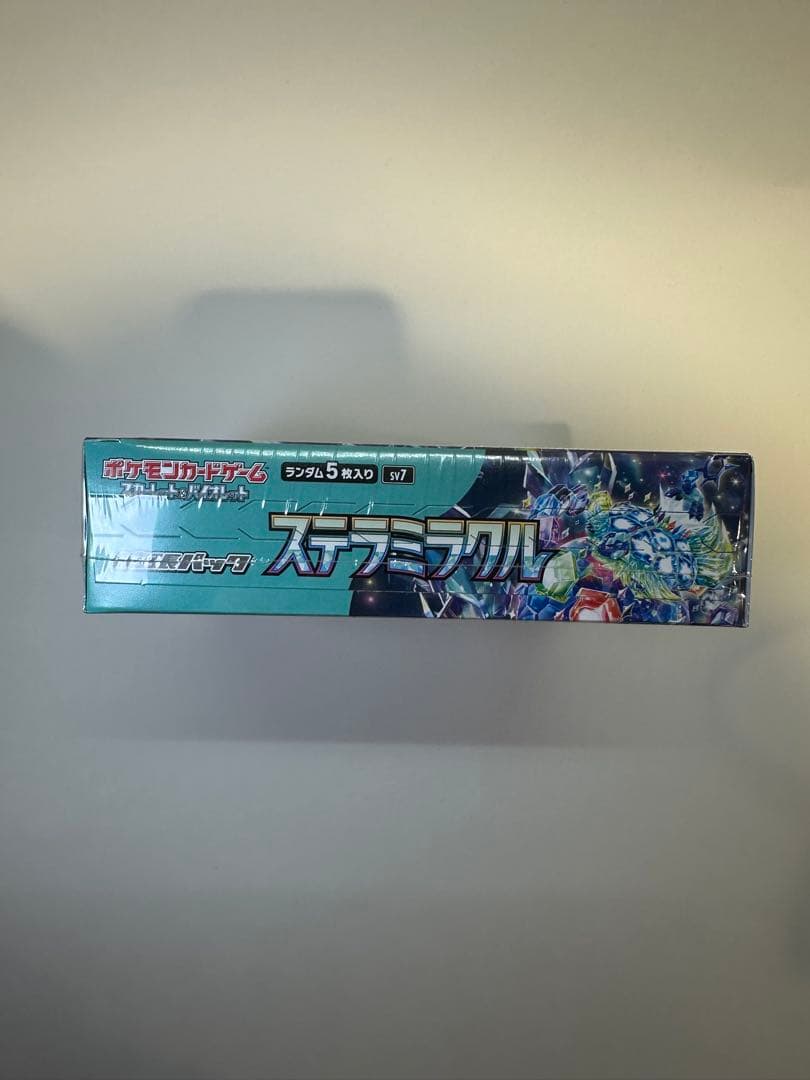 ポケモンカードゲーム
スカーレット&バイオレット
ランダム5枚入り
SV7
拡張パック
ステラミラクル